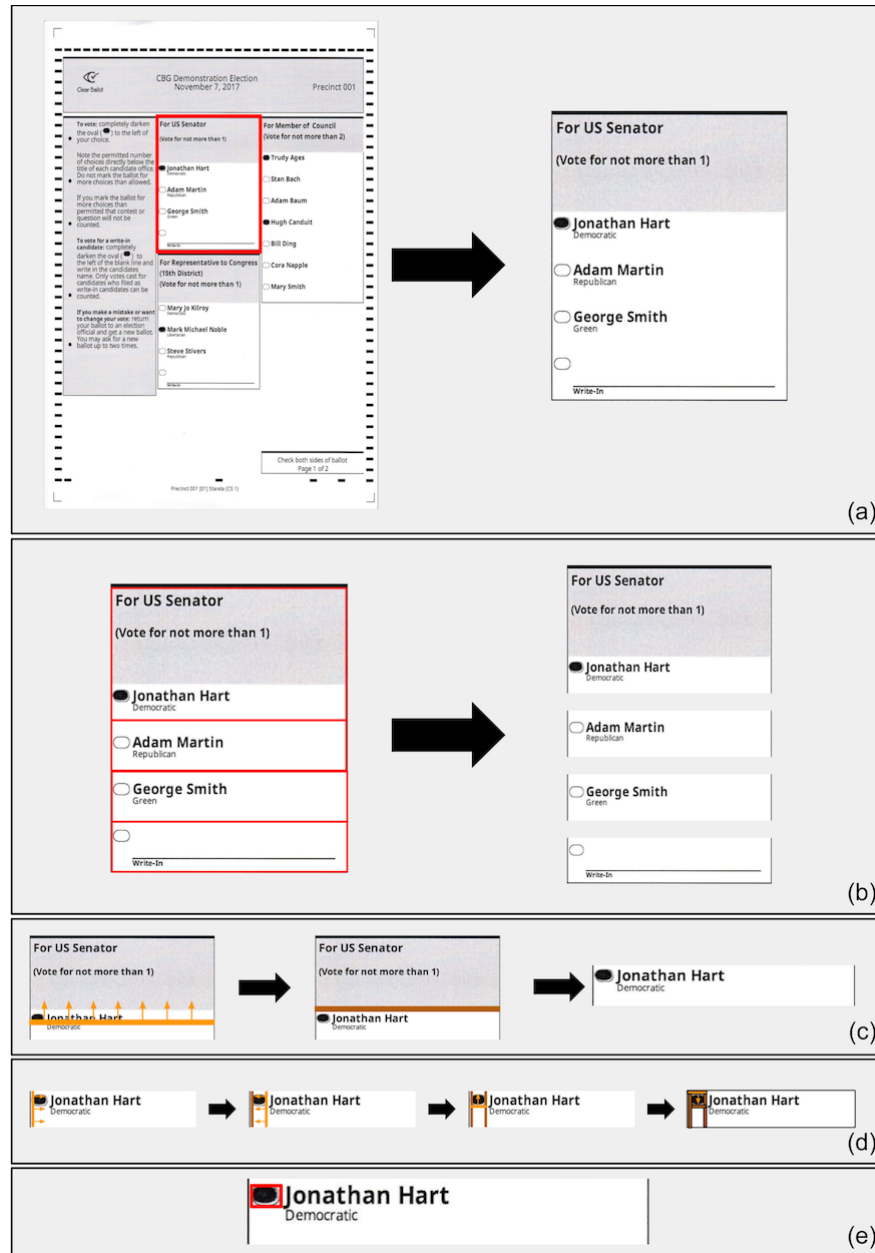 Clear Ballot
CBG Demonstration Election
November 7, 2017
Precinct 001
To vote: completely darken
the oval ( ) to the left of
your choice.
Note the permitted number
of choices directly below the
title of each candidate office.
Do not mark the ballot for
more choices than allowed.
If you mark the ballot for
more choices than
permitted that contest or
question will not be
counted.
To vote for a write-in
candidate: completely
darken the oval ( ) to
the left of the blank line and
write in the candidates
name. Only votes cast for
candidates who filed as
write-in candidates can be
counted.
If you make a mistake or want
to change your vote: return
your ballot to an election
official and get a new ballot.
You may ask for a new
ballot up to two times.
For US Senator
(Vote for not more than 1)
Jonathan Hart
Democratic
Adam Martin
Republican
George Smith
Green
Write-In
For Representative to Congress
(15th District)
(Vote for not more than 1)
Mary Jo Kilroy
Democratic
Mark Michael Noble
Libertarian
Steve Stivers
Republican
Write-In
For Member of Council
(Vote for not more than 2)
Trudy Ages
Stan Bach
Adam Baum
Hugh Canduit
Bill Ding
Cora Napple
Mary Smith
Check both sides of ballot
Page 1 of 2
Precinct 001 [01] Standa (CS 1)
For US Senator
(Vote for not more than 1)
Jonathan Hart
Democratic
Adam Martin
Republican
George Smith
Green
Write-In
(a)
For US Senator
(Vote for not more than 1)
Jonathan Hart
Democratic
Adam Martin
Republican
George Smith
Green
Write-In
For US Senator
(Vote for not more than 1)
Jonathan Hart
Democratic
Adam Martin
Republican
George Smith
Green
Write-In
(b)
For US Senator
(Vote for not more than 1)
Jonathan Hart
Democratic
For US Senator
(Vote for not more than 1)
Jonathan Hart
Democratic
Jonathan Hart
Democratic
(c)
Jonathan Hart
Democratic
Jonathan Hart
Democratic
Jonathan Hart
Democratic
Jonathan Hart
Democratic
(d)
Jonathan Hart
Democratic
(e)